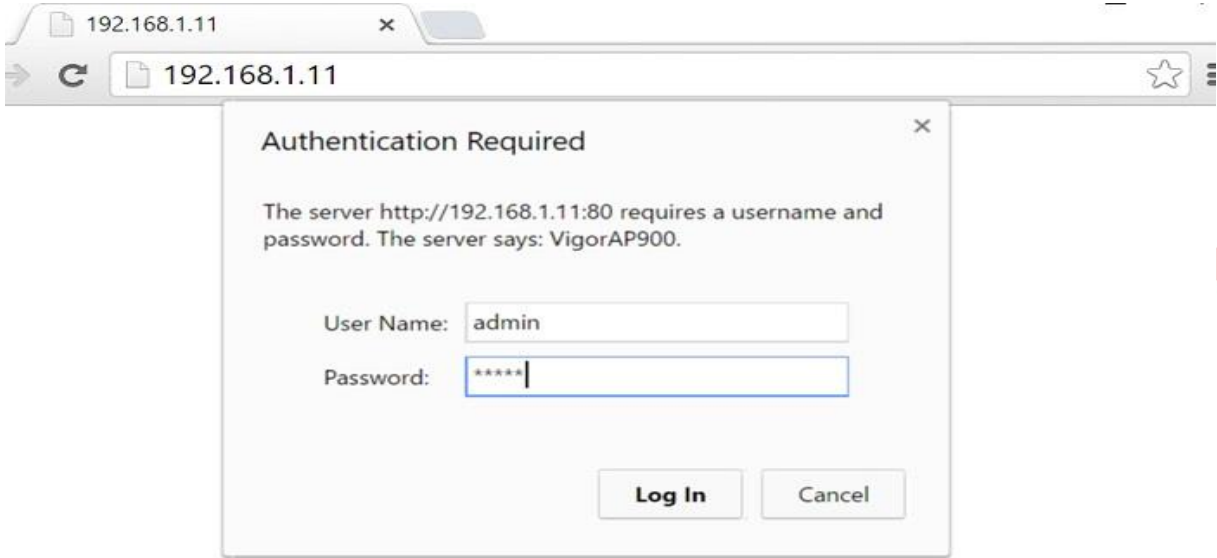 192.168.1.11
192.168.1.11
Authentication Required
The server http://192.168.1.11:80 requires a username and
password. The server says: VigorAP900.
User Name: admin
Password: *****
Log In Cancel